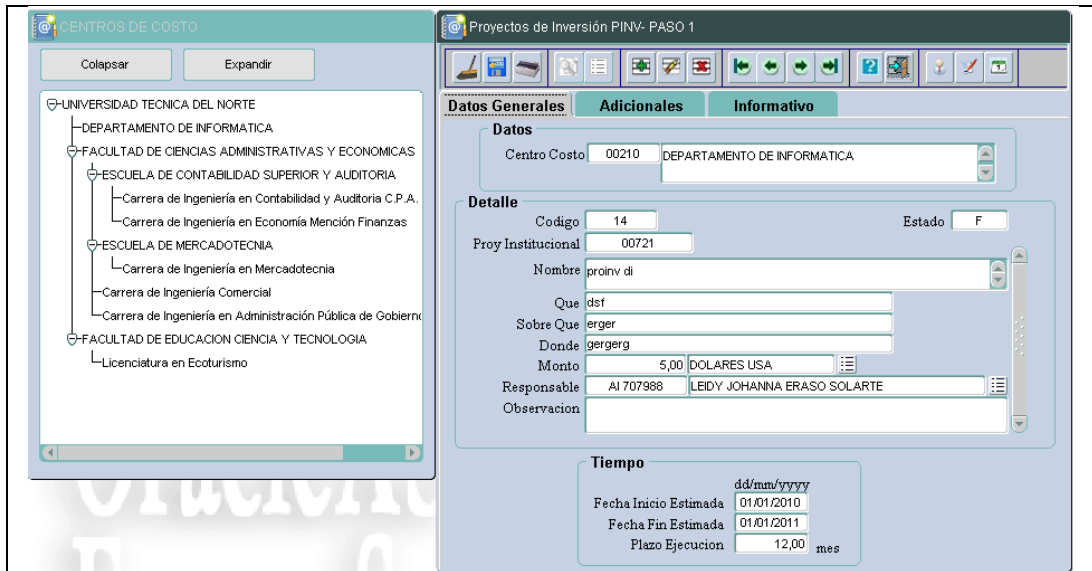 CENTROS DE COSTO
Colapsar Expandir
UNIVERSIDAD TECNICA DEL NORTE
DEPARTAMENTO DE INFORMATICA
FACULTAD DE CIENCIAS ADMINISTRATIVAS Y ECONOMICAS
ESCUELA DE CONTABILIDAD SUPERIOR Y AUDITORIA
Carrera de Ingeniería en Contabilidad y Auditoria C.P.A.
Carrera de Ingeniería en Economía Mención Finanzas
ESCUELA DE MERCADOTECNIA
Carrera de Ingeniería en Mercadotecnia
Carrera de Ingeniería Comercial
Carrera de Ingeniería en Administración Pública de Gobierno
FACULTAD DE EDUCACION CIENCIA Y TECNOLOGIA
Licenciatura en Ecoturismo
Proyectos de Inversión PINV- PASO 1
Datos Generales Adicionales Informativo
Datos
Centro Costo 00210 DEPARTAMENTO DE INFORMATICA
Detalle
Codigo 14 Estado F
Proy Institucional 00721
Nombre proinv di
Que dsf
Sobre Que erger
Donde gergerg
Monto 5,00 DOLARES USA
Responsable AI 707988 LEIDY JOHANNA ERASO SOLARTE
Observacion
Tiempo
dd/mm/yyyy
Fecha Inicio Estimada 01/01/2010
Fecha Fin Estimada 01/01/2011
Plazo Ejecucion 12,00 mes